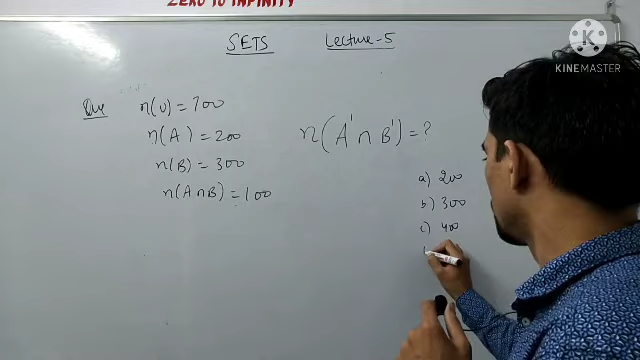 ZERO TO INFINITY
SETS Lecture-5
Que n(U) = 700
n(A) = 200
n(B) = 300
n(A∩B) = 100
n(A'∩B') = ?
a) 200
b) 300
c) 400
KINEMASTER